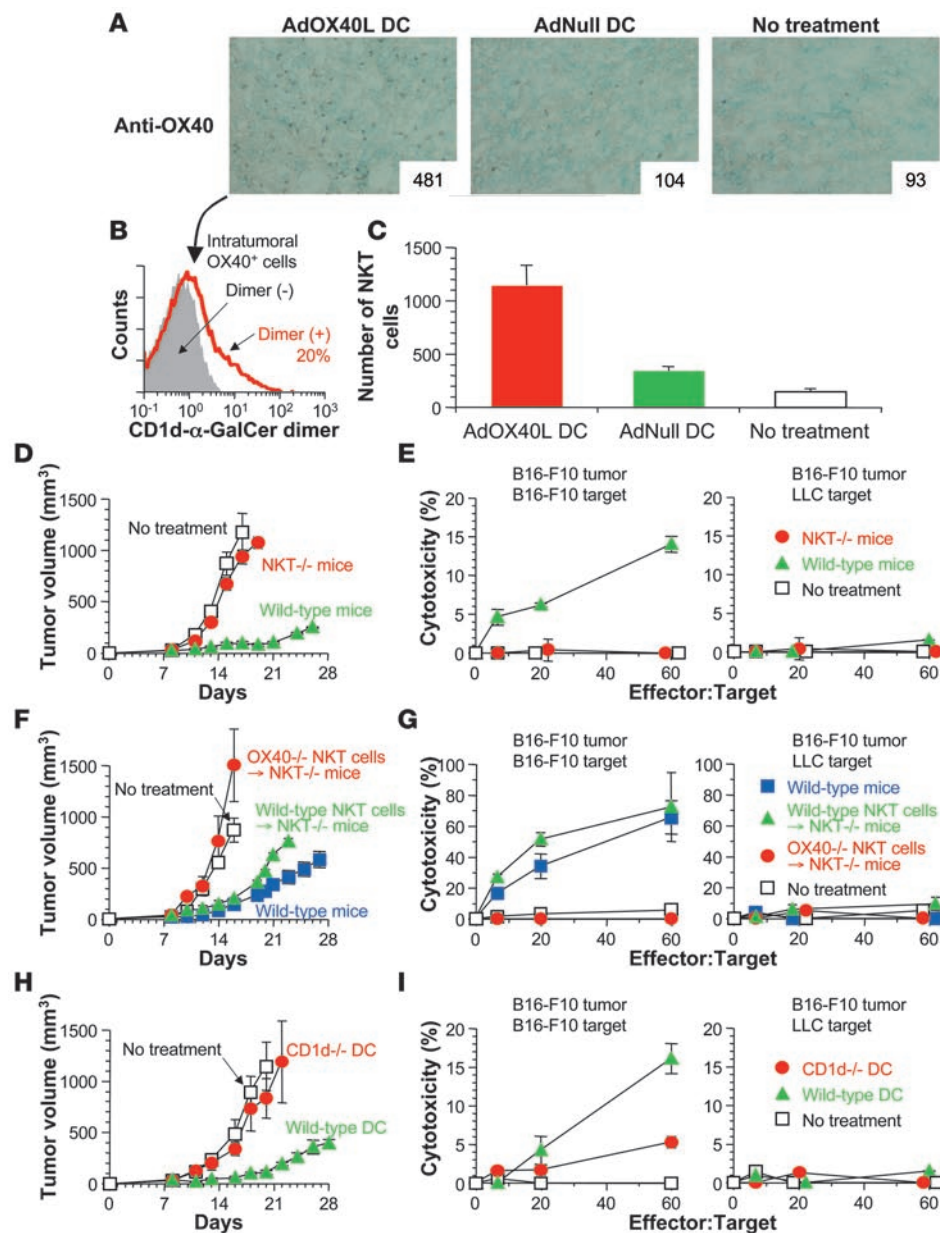 A
AdOX40L DC AdNull DC No treatment
Anti-OX40
481 104 93
B
Intratumoral
OX40+ cells
Dimer (-)
Dimer (+)
20%
Counts
10-1 100 101 102 103
CD1d-α-GalCer dimer
C
Number of NKT
cells
1500
1000
500
0
AdOX40L DC AdNull DC No treatment
D
Tumor volume (mm3)
1500
1000
500
0
No treatment
NKT-/- mice
Wild-type mice
0 7 14 21 28
Days
E
B16-F10 tumor
B16-F10 target
Cytotoxicity (%)
20
15
10
5
0
0 20 40 60
B16-F10 tumor
LLC target
20
15
10
5
0
NKT-/- mice
Wild-type mice
No treatment
0 20 40 60
Effector:Target
F
Tumor volume (mm3)
1500
1000
500
0
OX40-/- NKT cells
→ NKT-/- mice
No treatment
Wild-type NKT cells
→ NKT-/- mice
Wild-type mice
0 7 14 21 28
Days
G
B16-F10 tumor
B16-F10 target
Cytotoxicity (%)
100
80
60
40
20
0
0 20 40 60
B16-F10 tumor
LLC target
100
80
60
40
20
0
Wild-type mice
Wild-type NKT cells
→ NKT-/- mice
OX40-/- NKT cells
→ NKT-/- mice
No treatment
0 20 40 60
Effector:Target
H
Tumor volume (mm3)
1500
1000
500
0
No treatment
CD1d-/- DC
Wild-type DC
0 7 14 21 28
Days
I
B16-F10 tumor
B16-F10 target
Cytotoxicity (%)
20
15
10
5
0
0 20 40 60
B16-F10 tumor
LLC target
20
15
10
5
0
CD1d-/- DC
Wild-type DC
No treatment
0 20 40 60
Effector:Target